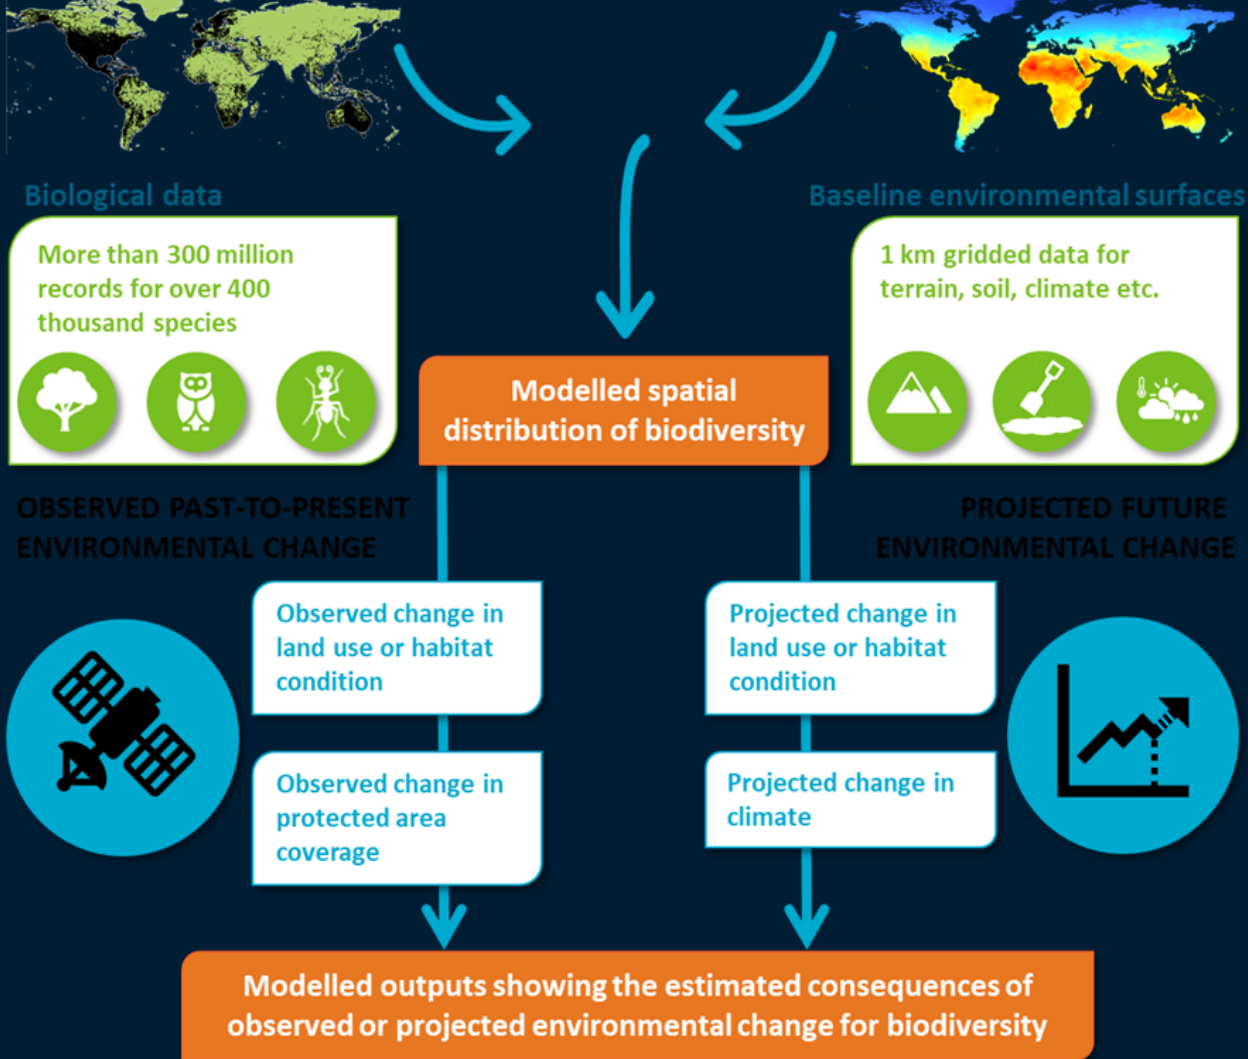 Biological data
More than 300 million
records for over 400
thousand species
Baseline environmental surfaces
1 km gridded data for
terrain, soil, climate etc.
Modelled spatial
distribution of biodiversity
OBSERVED PAST-TO-PRESENT
ENVIRONMENTAL CHANGE
Observed change in
land use or habitat
condition
Observed change in
protected area
coverage
PROJECTED FUTURE
ENVIRONMENTAL CHANGE
Projected change in
land use or habitat
condition
Projected change in
climate
Modelled outputs showing the estimated consequences of
observed or projected environmental change for biodiversity